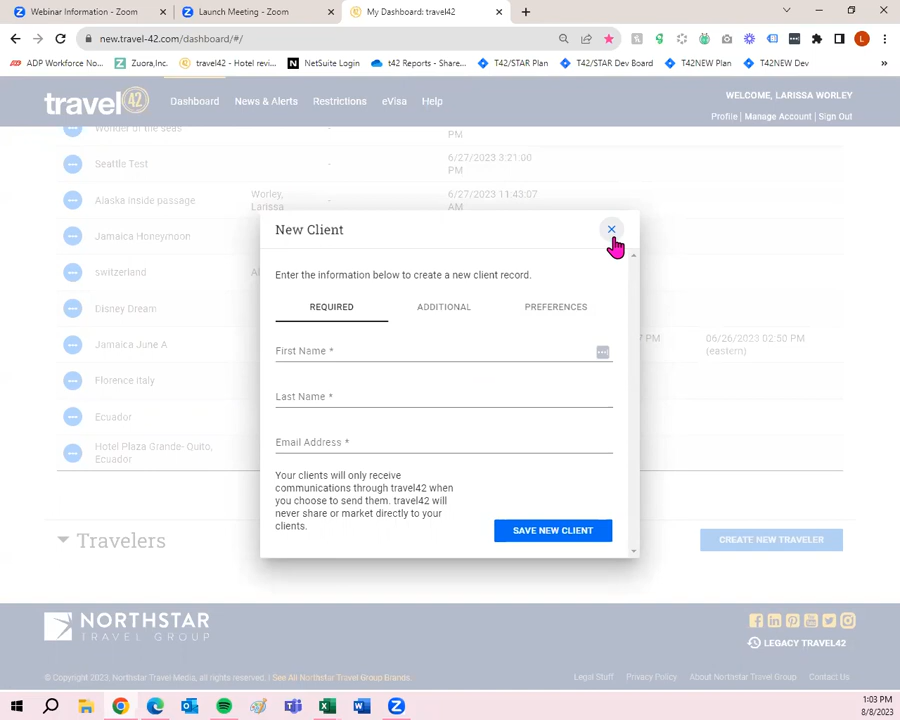 Webinar Information - Zoom
Launch Meeting - Zoom
My Dashboard: travel42
new.travel-42.com/dashboard/#/
ADP Workforce No...
Zuora,Inc.
travel42 - Hotel revi...
NetSuite Login
t42 Reports - Share...
T42/STAR Plan
T42/STAR Dev Board
T42NEW Plan
T42NEW Dev
travel 42
Dashboard
News & Alerts
Restrictions
eVisa
Help
WELCOME, LARISSA WORLEY
Profile | Manage Account | Sign Out
Wonder of the seas
-
PM
Seattle Test
-
6/27/2023 3:21:00
PM
Alaska Inside passage
Worley,
Larissa
6/27/2023 11:43:07
AM
Jamaica Honeymoon
switzerland
Disney Dream
Jamaica June A
PM
06/26/2023 02:50 PM
(eastern)
Florence Italy
Ecuador
Hotel Plaza Grande- Quito,
Ecuador
New Client
Enter the information below to create a new client record.
REQUIRED
ADDITIONAL
PREFERENCES
First Name *
Last Name *
Email Address *
Your clients will only receive
communications through travel42 when
you choose to send them. travel42 will
never share or market directly to your
clients.
SAVE NEW CLIENT
Travelers
CREATE NEW TRAVELER
NORTHSTAR
TRAVEL GROUP
LEGACY TRAVEL42
© Copyright 2023, Northstar Travel Media, LLC. | See All Northstar Travel Group Brands.
Legal Stuff
Privacy Policy
About Northstar Travel Group
Contact Us
1:03 PM
8/8/2023